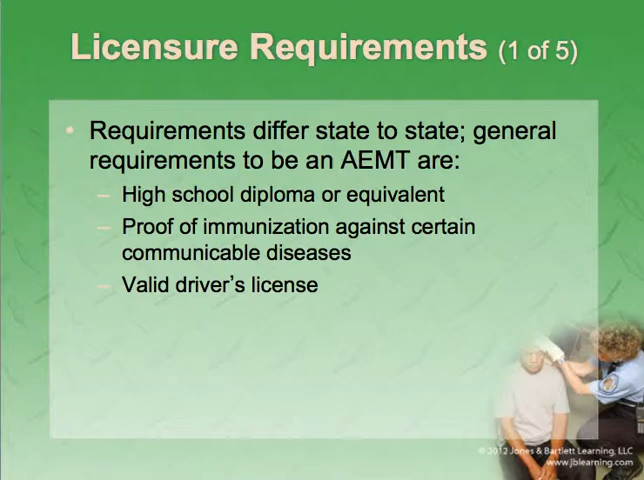 Licensure Requirements (1 of 5)
• Requirements differ state to state; general
requirements to be an AEMT are:
– High school diploma or equivalent
– Proof of immunization against certain
communicable diseases
– Valid driver’s license
© 2012 Jones & Bartlett Learning, LLC
www.jblearning.com